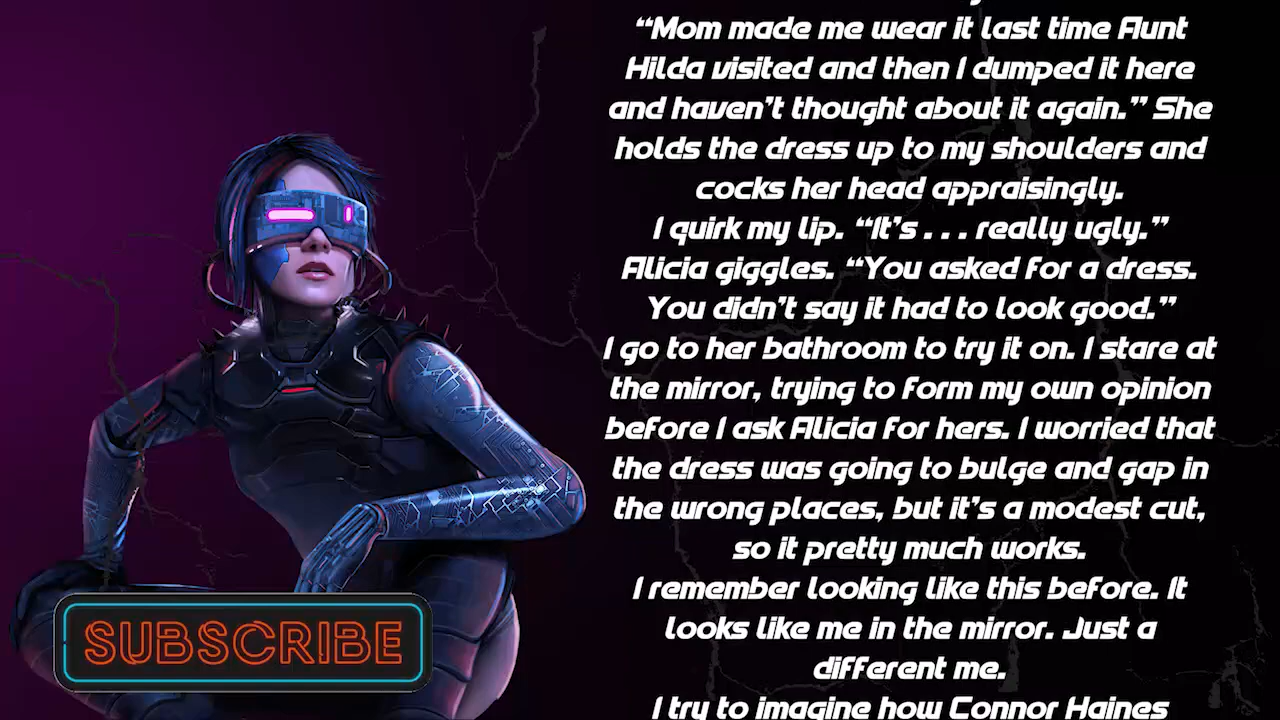 “Mom made me wear it last time Aunt
Hilda visited and then I dumped it here
and haven’t thought about it again.” She
holds the dress up to my shoulders and
cocks her head appraisingly.
I quirk my lip. “It’s . . . really ugly.”
Alicia giggles. “You asked for a dress.
You didn’t say it had to look good.”
I go to her bathroom to try it on. I stare at
the mirror, trying to form my own opinion
before I ask Alicia for hers. I worried that
the dress was going to bulge and gap in
the wrong places, but it’s a modest cut,
so it pretty much works.
I remember looking like this before. It
looks like me in the mirror. Just a
different me.
I try to imagine how Connor Haines
SUBSCRIBE